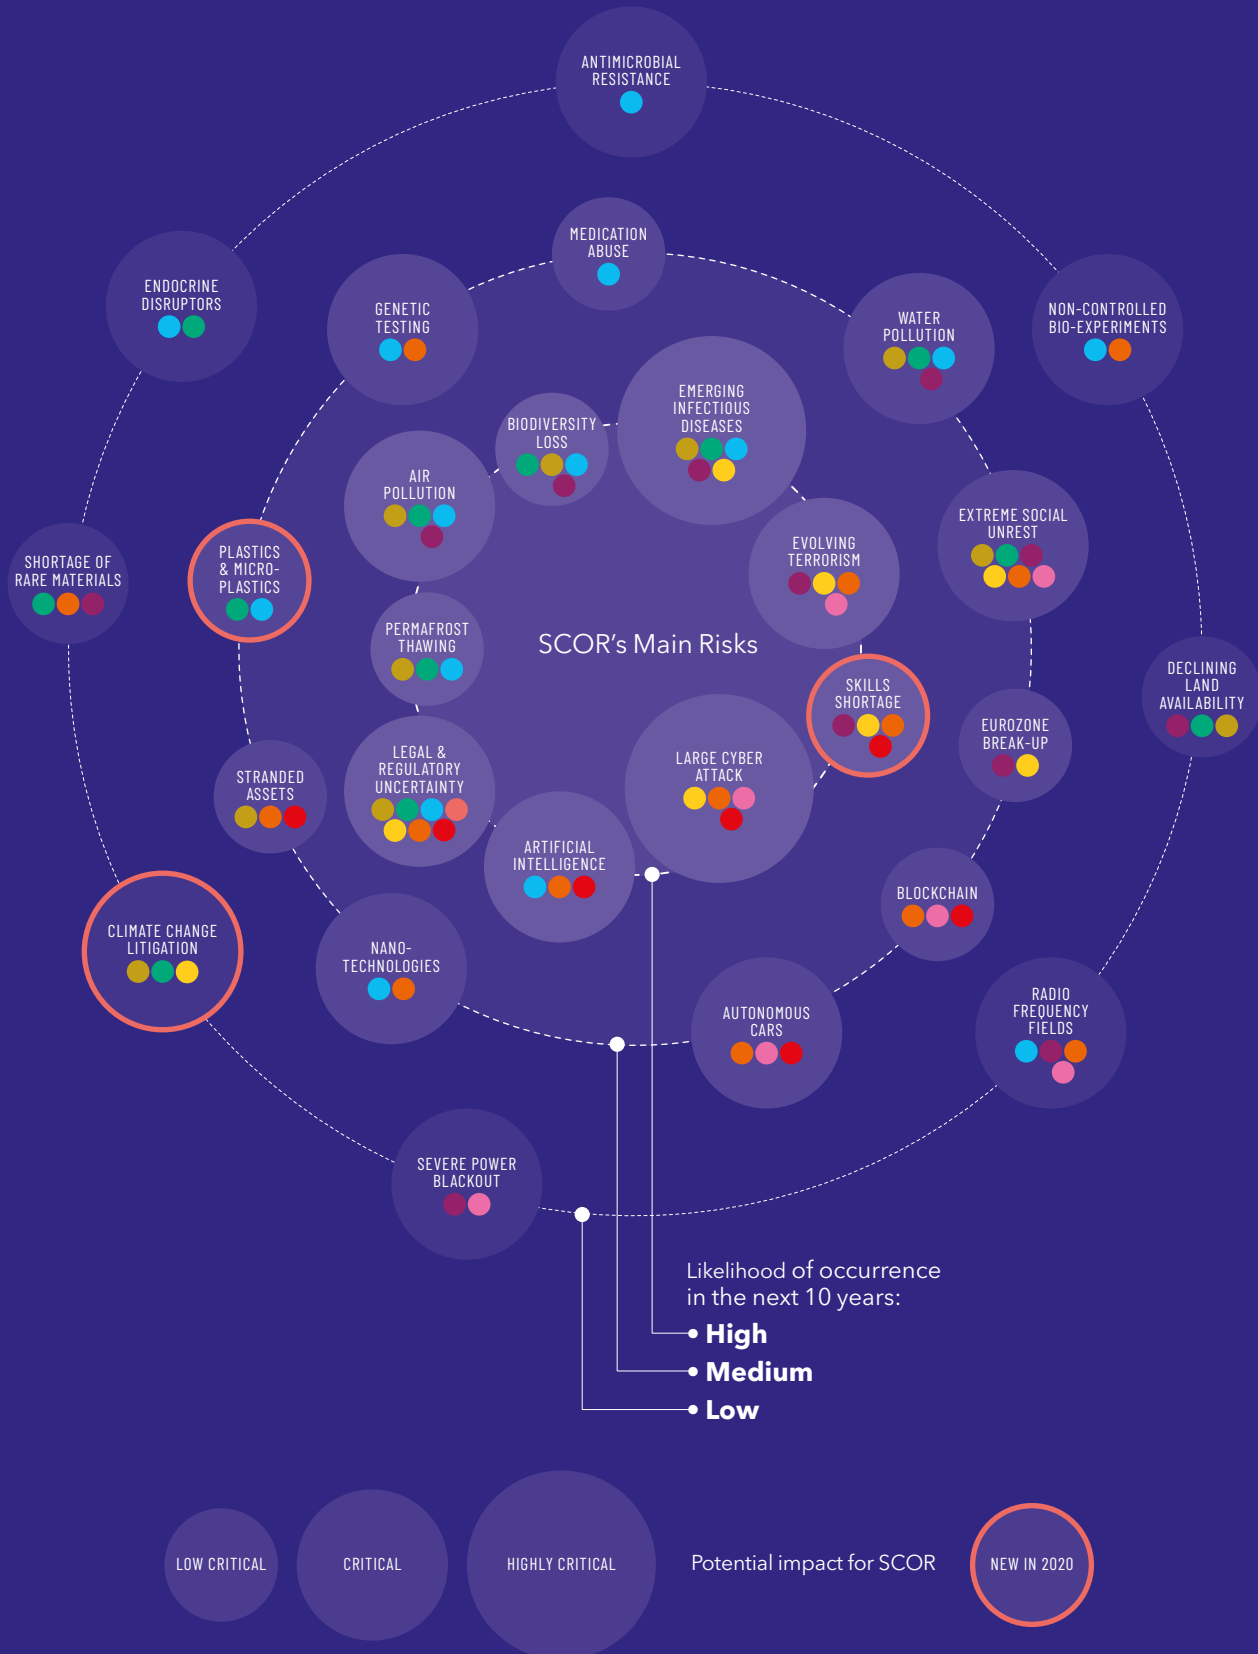 ANTIMICROBIAL
RESISTANCE
MEDICATION
ABUSE
ENDOCRINE
DISRUPTORS
GENETIC
TESTING
WATER
POLLUTION
NON-CONTROLLED
BIO-EXPERIMENTS
EMERGING
INFECTIOUS
DISEASES
BIODIVERSITY
LOSS
AIR
POLLUTION
EXTREME SOCIAL
UNREST
EVOLVING
TERRORISM
SHORTAGE OF
RARE MATERIALS
PLASTICS
& MICRO-
PLASTICS
PERMAFROST
THAWING
SCOR's Main Risks
DECLINING
LAND
AVAILABILITY
SKILLS
SHORTAGE
EUROZONE
BREAK-UP
LEGAL &
REGULATORY
UNCERTAINTY
LARGE CYBER
ATTACK
STRANDED
ASSETS
ARTIFICIAL
INTELLIGENCE
BLOCKCHAIN
CLIMATE CHANGE
LITIGATION
NANO-
TECHNOLOGIES
AUTONOMOUS
CARS
RADIO
FREQUENCY
FIELDS
SEVERE POWER
BLACKOUT
Likelihood of occurrence
in the next 10 years:
High
Medium
Low
LOW CRITICAL
CRITICAL
HIGHLY CRITICAL
Potential impact for SCOR
NEW IN 2020